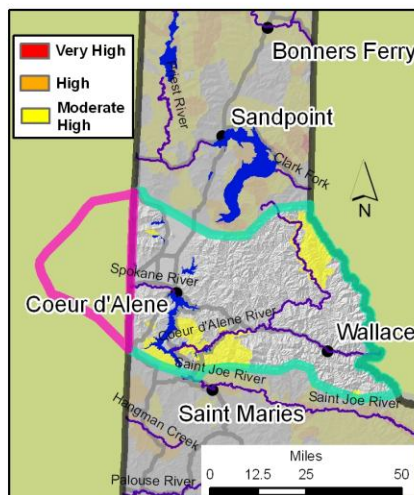 Very High
High
Moderate
High
Bonners Ferry
Priest River
Sandpoint
Clark Fork
N
Spokane River
Coeur d'Alene
Coeur d'Alene River
Wallace
Saint Joe River
Saint Joe River
Saint Maries
Hangman Creek
Palouse River
Miles
0 12.5 25 50